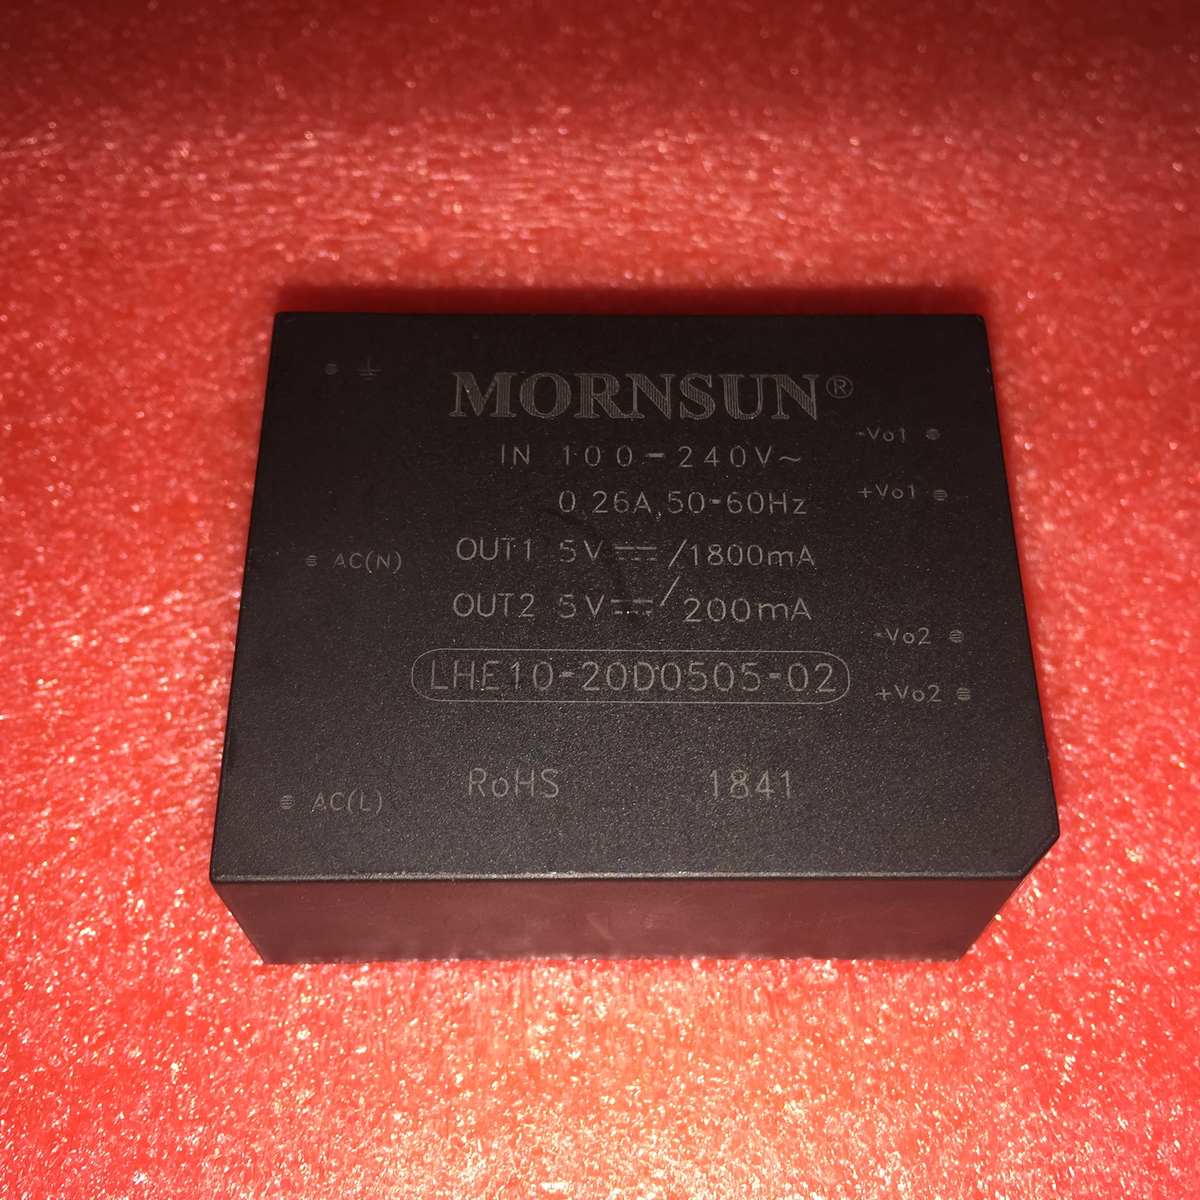 MORNSUN®
IN 100-240V~
0.26A,50-60Hz
OUT1 5V⎓/1800mA
OUT2 5V⎓/200mA
LHE10-20D0505-02
RoHS 1841
AC(N)
AC(L)
-Vo1
+Vo1
-Vo2
+Vo2